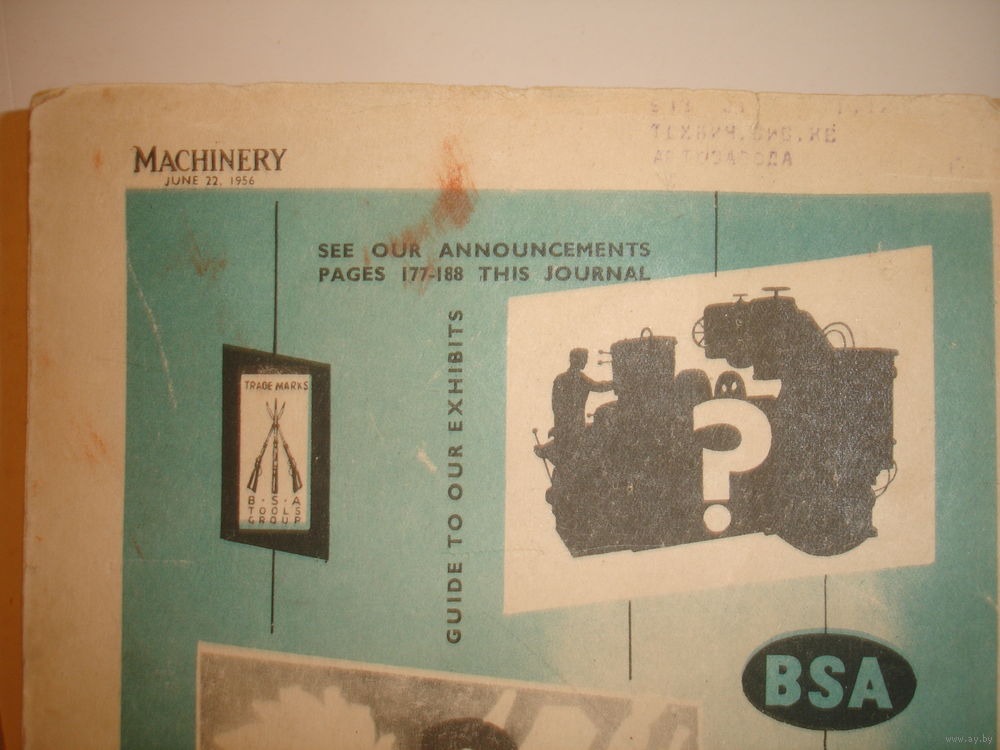 MACHINERY
JUNE 22, 1956
SEE OUR ANNOUNCEMENTS
PAGES 177-188 THIS JOURNAL
GUIDE TO OUR EXHIBITS
TRADE MARKS
B·S·A
TOOLS
GROUP
?
BSA
www.ay.by